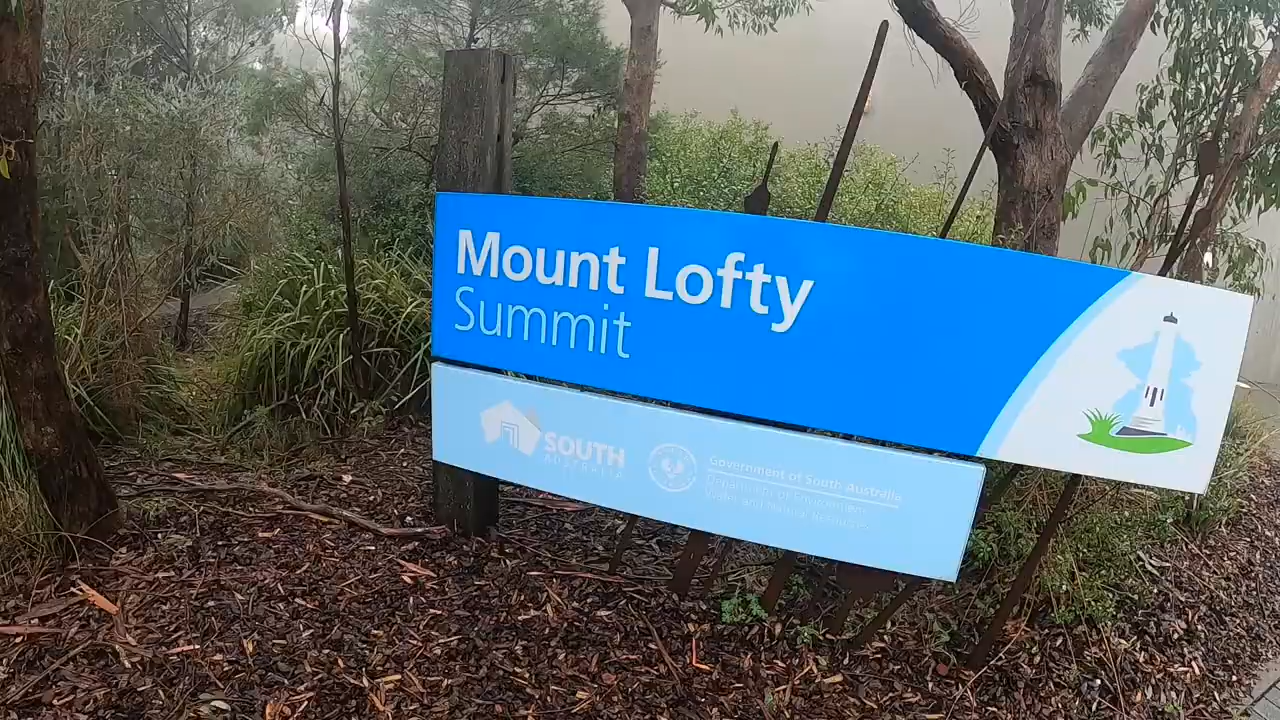 Mount Lofty
Summit
SOUTH
AUSTRALIA
Government of South Australia
Department of Environment,
Water and Natural Resources